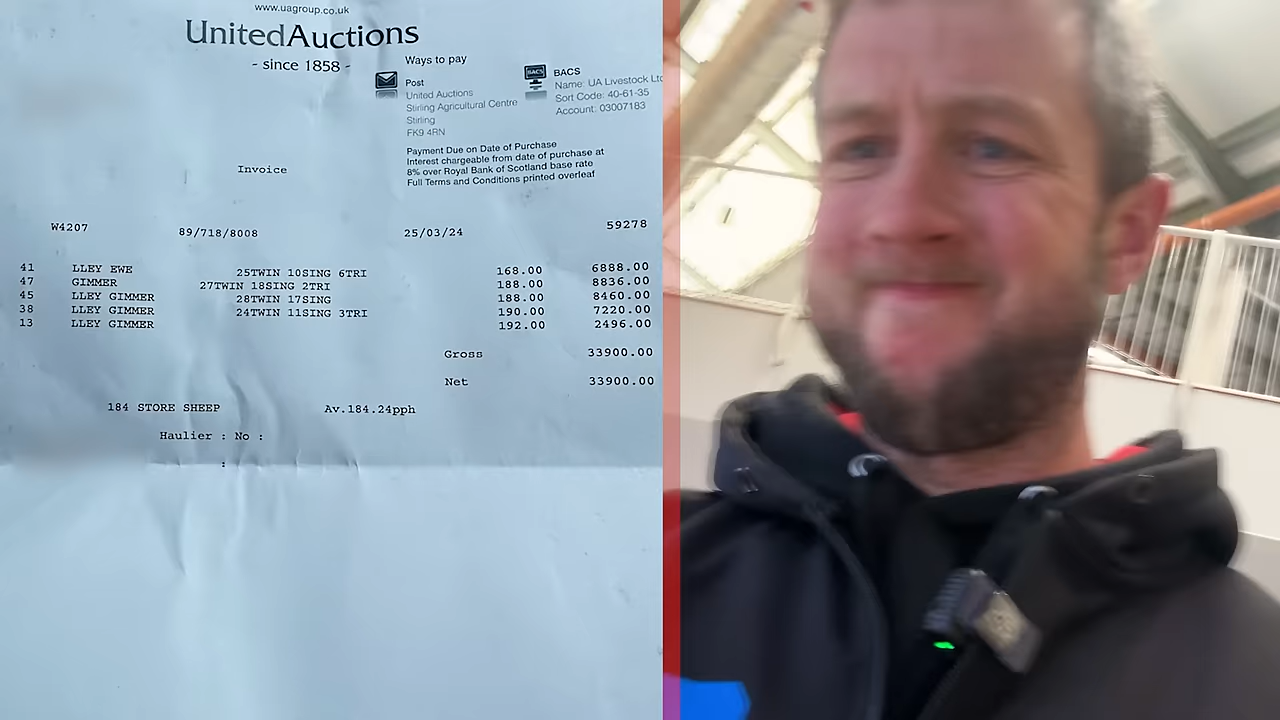 www.uagroup.co.uk
UnitedAuctions
- since 1858 -
Ways to pay
Post
United Auctions
Stirling Agricultural Centre
Stirling
FK9 4RN
BACS
BACS
Name: UA Livestock Ltd
Sort Code: 40-61-35
Account: 03007183
Payment Due on Date of Purchase
Interest chargeable from date of purchase at
8% over Royal Bank of Scotland base rate
Full Terms and Conditions printed overleaf
Invoice
W4207 89/718/8008 25/03/24 59278
41 LLEY EWE 25TWIN 10SING 6TRI 168.00 6888.00
47 GIMMER 27TWIN 18SING 2TRI 188.00 8836.00
45 LLEY GIMMER 28TWIN 17SING 188.00 8460.00
38 LLEY GIMMER 24TWIN 11SING 3TRI 190.00 7220.00
13 LLEY GIMMER 192.00 2496.00
Gross 33900.00
Net 33900.00
184 STORE SHEEP Av.184.24pph
Haulier : No :
: